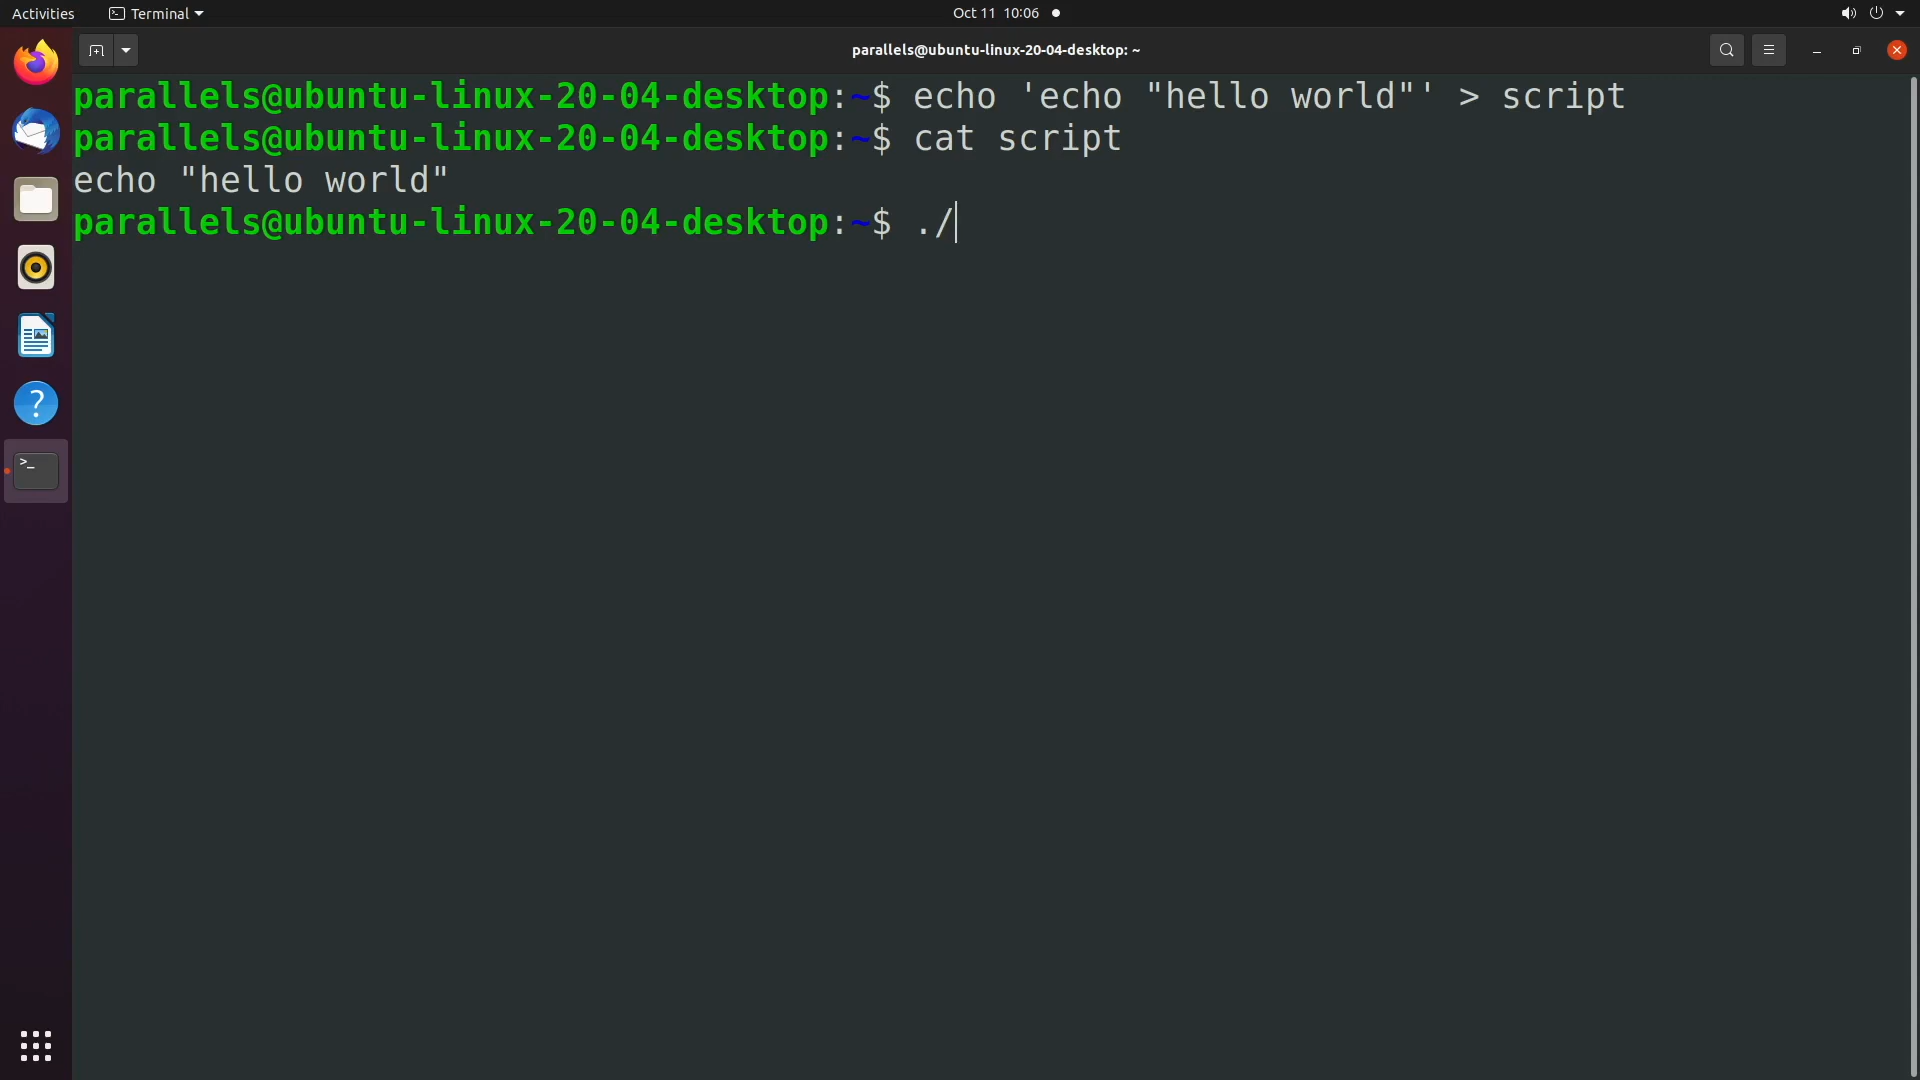 Activities Terminal Oct 11 10:06
parallels@ubuntu-linux-20-04-desktop: ~
parallels@ubuntu-linux-20-04-desktop:~$ echo 'echo "hello world"' > script
parallels@ubuntu-linux-20-04-desktop:~$ cat script
echo "hello world"
parallels@ubuntu-linux-20-04-desktop:~$ ./
?
>_